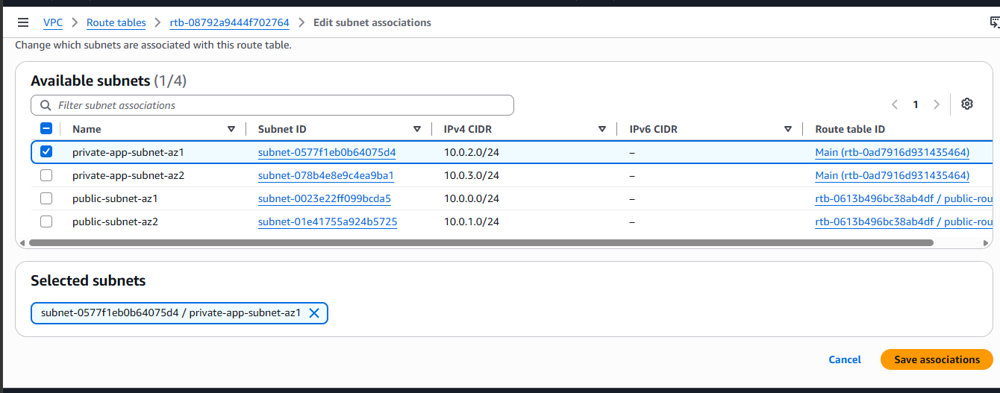 VPC > Route tables > rtb-08792a9444f702764 > Edit subnet associations
Change which subnets are associated with this route table.
Available subnets (1/4)
Filter subnet associations
1
Name Subnet ID IPv4 CIDR IPv6 CIDR Route table ID
private-app-subnet-az1 subnet-0577f1eb0b64075d4 10.0.2.0/24 – Main (rtb-0ad7916d931435464)
private-app-subnet-az2 subnet-078b4e8e9c4ea9ba1 10.0.3.0/24 – Main (rtb-0ad7916d931435464)
public-subnet-az1 subnet-0023e22ff099bcda5 10.0.0.0/24 – rtb-0613b496bc38ab4df / public-rou
public-subnet-az2 subnet-01e41755a924b5725 10.0.1.0/24 – rtb-0613b496bc38ab4df / public-rou
Selected subnets
subnet-0577f1eb0b64075d4 / private-app-subnet-az1
Cancel Save associations